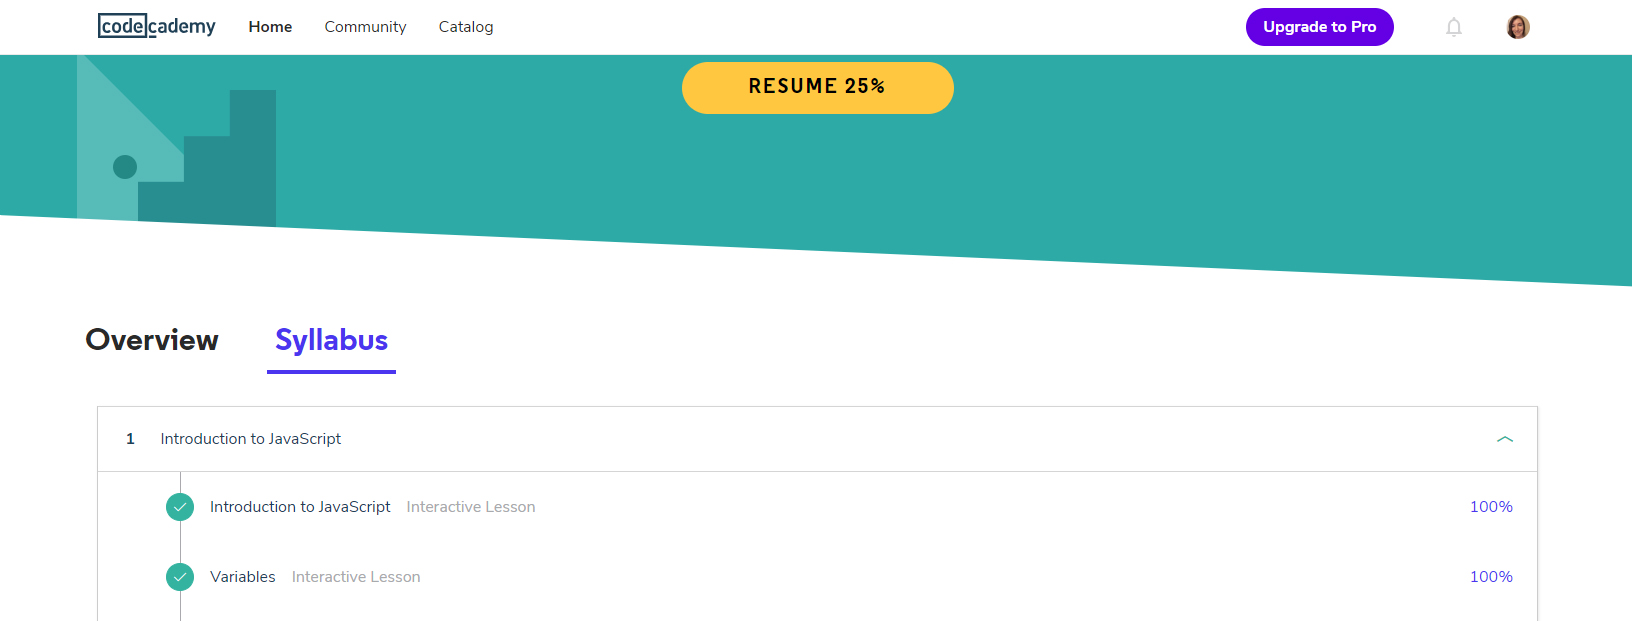 codecademy Home Community Catalog Upgrade to Pro
RESUME 25%
Overview Syllabus
1 Introduction to JavaScript
Introduction to JavaScript Interactive Lesson 100%
Variables Interactive Lesson 100%